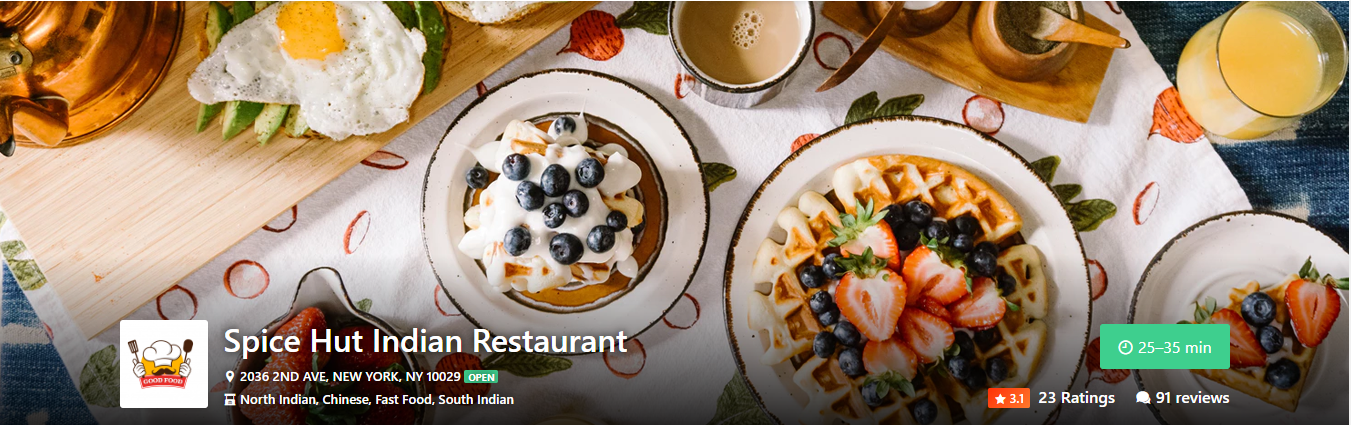 Spice Hut Indian Restaurant
2036 2ND AVE, NEW YORK, NY 10029 OPEN
North Indian, Chinese, Fast Food, South Indian
GOOD FOOD
25–35 min
3.1 23 Ratings 91 reviews